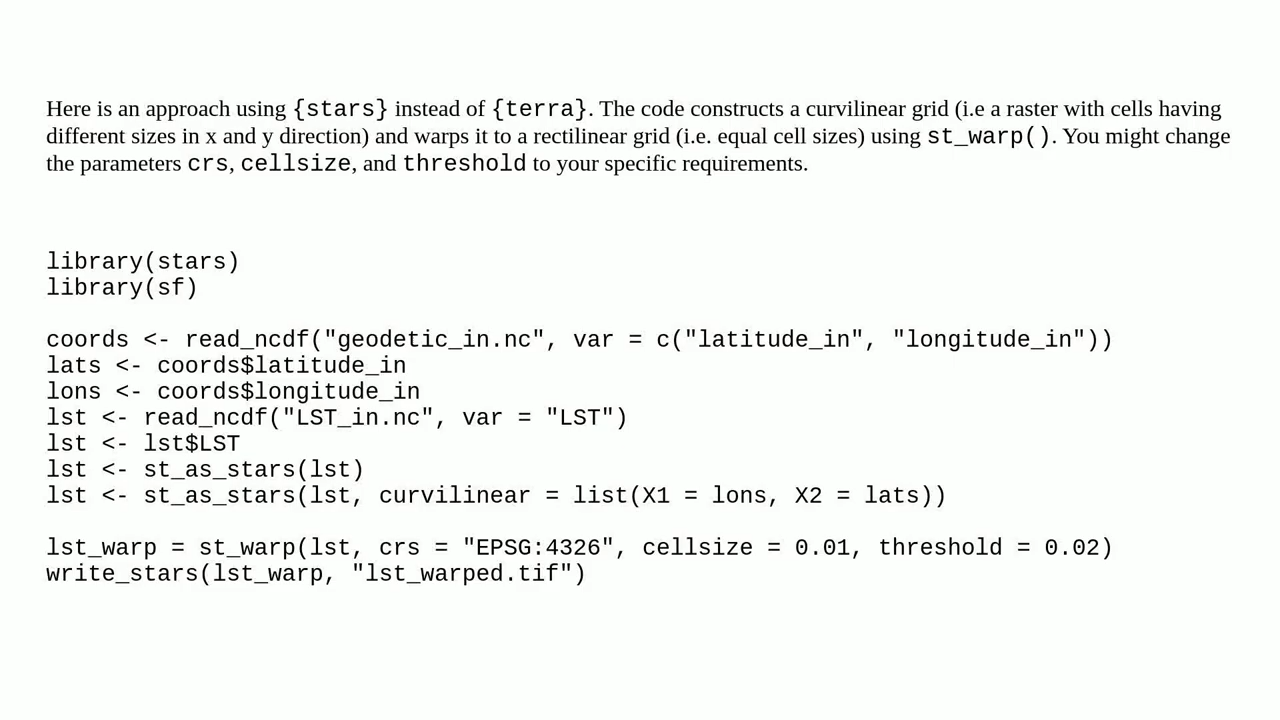 Here is an approach using {stars} instead of {terra}. The code constructs a curvilinear grid (i.e a raster with cells having
different sizes in x and y direction) and warps it to a rectilinear grid (i.e. equal cell sizes) using st_warp(). You might change
the parameters crs, cellsize, and threshold to your specific requirements.
library(stars)
library(sf)
coords <- read_ncdf("geodetic_in.nc", var = c("latitude_in", "longitude_in"))
lats <- coords$latitude_in
lons <- coords$longitude_in
lst <- read_ncdf("LST_in.nc", var = "LST")
lst <- lst$LST
lst <- st_as_stars(lst)
lst <- st_as_stars(lst, curvilinear = list(X1 = lons, X2 = lats))
lst_warp = st_warp(lst, crs = "EPSG:4326", cellsize = 0.01, threshold = 0.02)
write_stars(lst_warp, "lst_warped.tif")